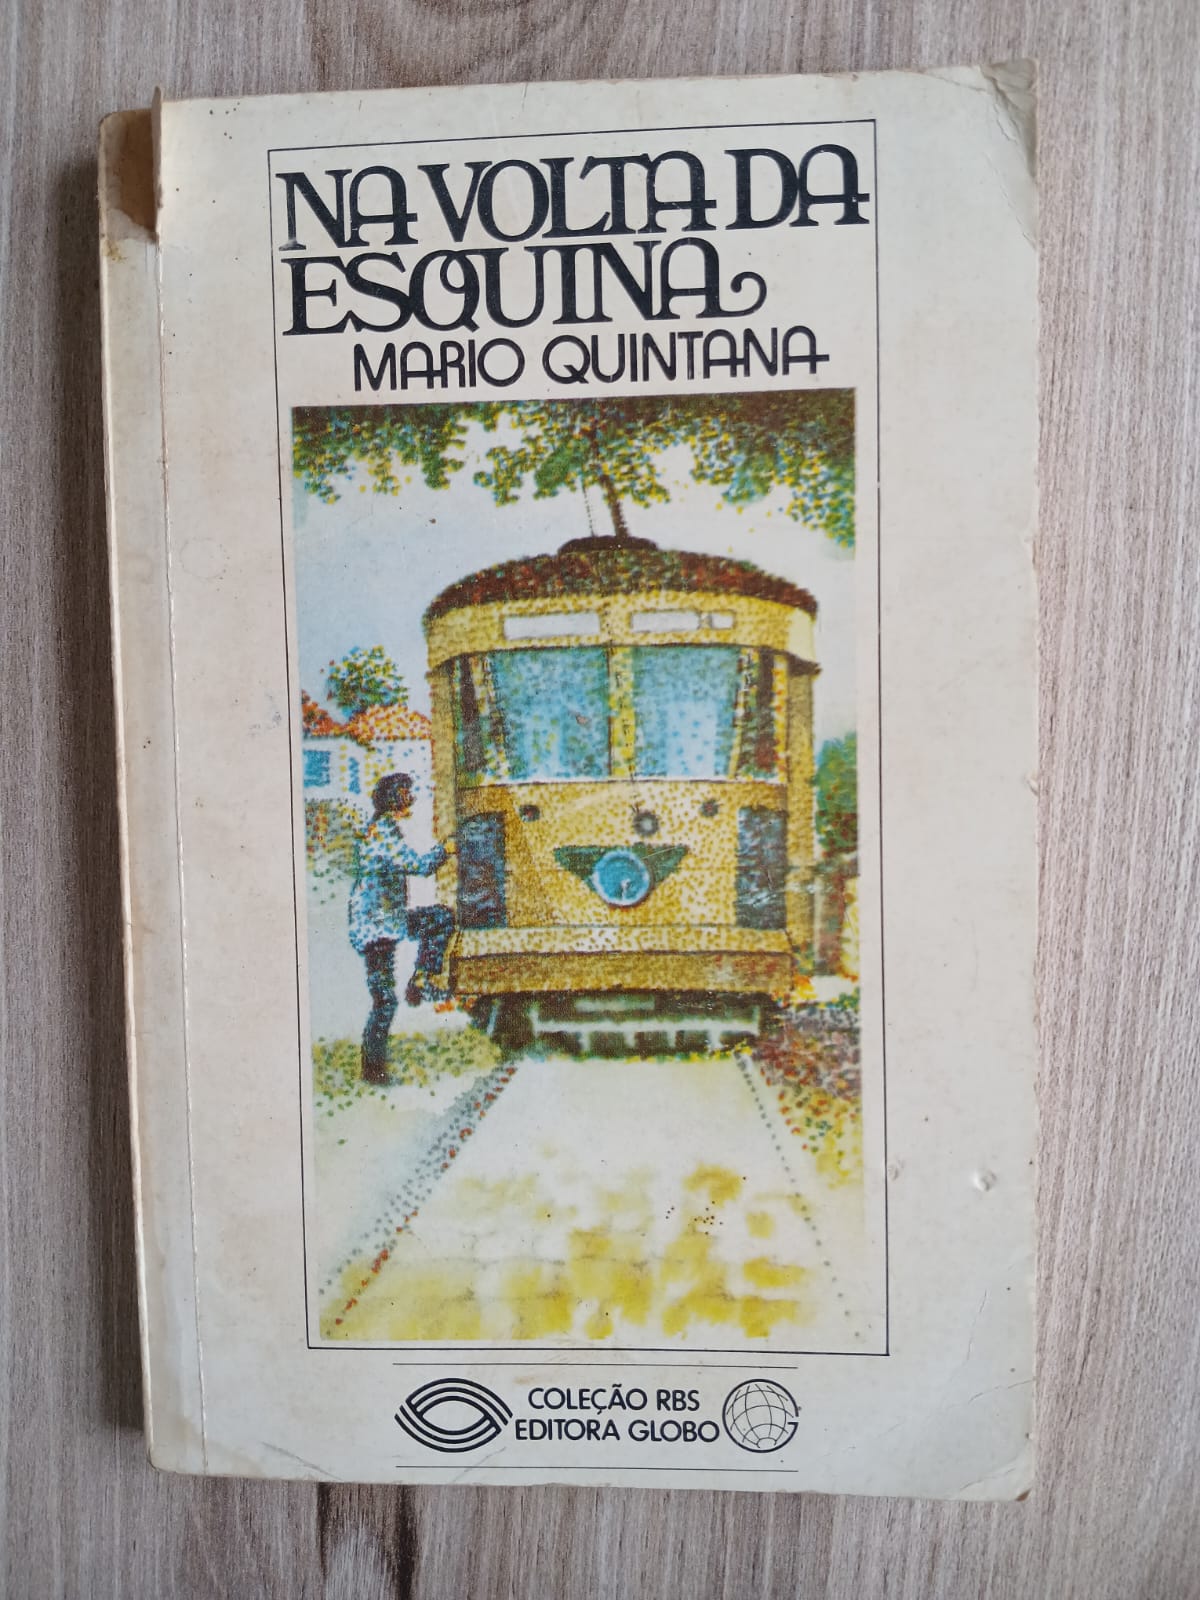 NA VOLTA DA
ESQUINA
MARIO QUINTANA
COLEÇÃO RBS
EDITORA GLOBO